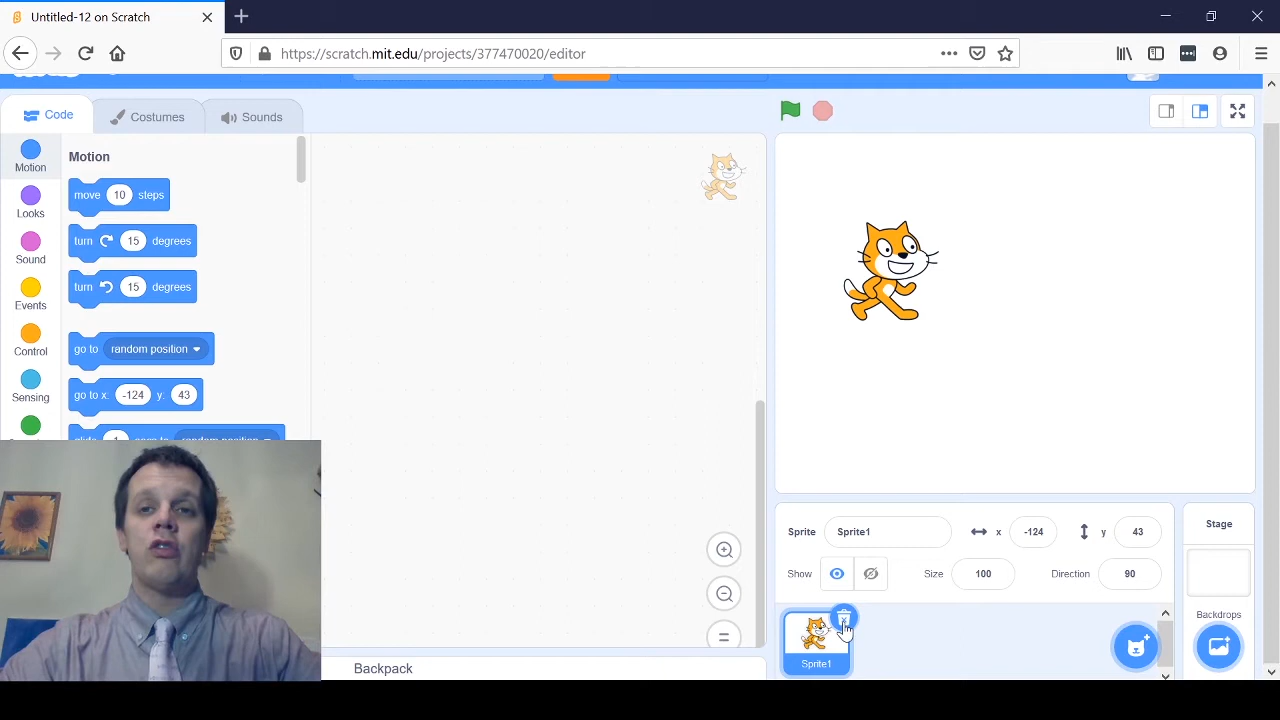 Untitled-12 on Scratch
https://scratch.mit.edu/projects/377470020/editor
Code
Costumes
Sounds
Motion
Looks
Sound
Events
Control
Sensing
Motion
move 10 steps
turn 15 degrees
turn 15 degrees
go to random position
go to x: -124 y: 43
Sprite Sprite1 x -124 y 43
Show Size 100 Direction 90
Sprite1
Stage
Backdrops
Backpack